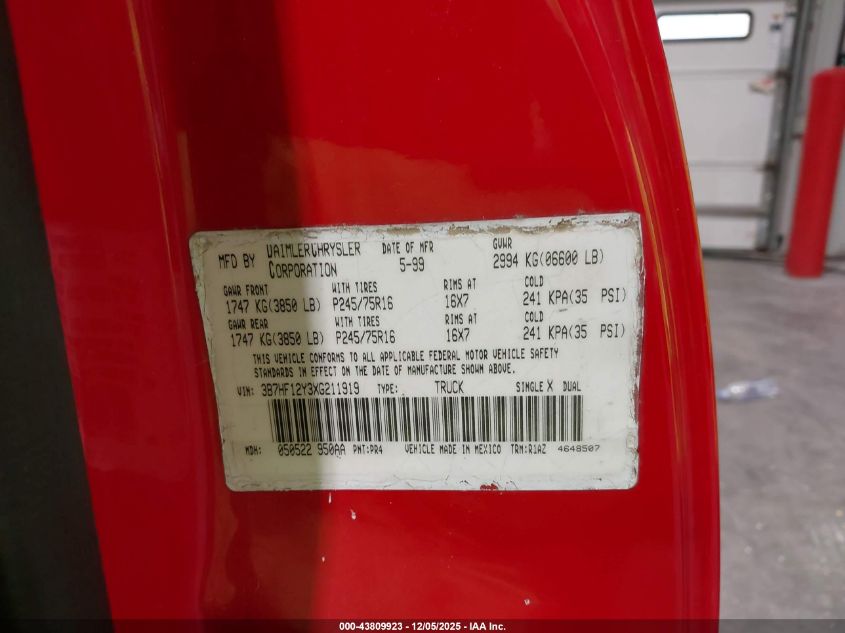 MFD BY DAIMLERCHRYSLER CORPORATION DATE OF MFR 5-99 GVWR 2994 KG(06600 LB)
GAWR FRONT WITH TIRES RIMS AT COLD
1747 KG(3850 LB) P245/75R16 16X7 241 KPA(35 PSI)
GAWR REAR WITH TIRES RIMS AT COLD
1747 KG(3850 LB) P245/75R16 16X7 241 KPA(35 PSI)
THIS VEHICLE CONFORMS TO ALL APPLICABLE FEDERAL MOTOR VEHICLE SAFETY
STANDARDS IN EFFECT ON THE DATE OF MANUFACTURE SHOWN ABOVE.
VIN: 3B7HF12Y3XG211919 TYPE: TRUCK SINGLE X DUAL
MDH: 050522 950AA PNT:PR4 VEHICLE MADE IN MEXICO TRM:R1AZ 4648507
000-43809923 - 12/05/2025 - IAA Inc.